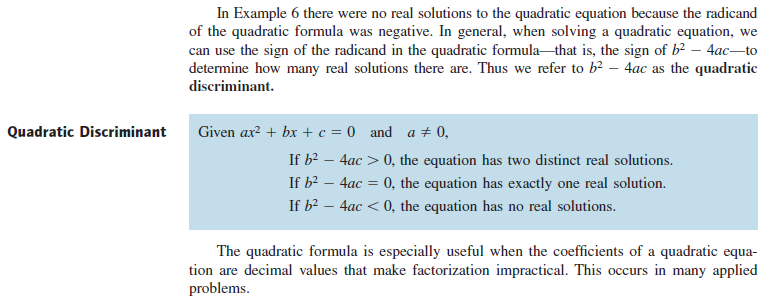 In Example 6 there were no real solutions to the quadratic equation because the radicand
of the quadratic formula was negative. In general, when solving a quadratic equation, we
can use the sign of the radicand in the quadratic formula—that is, the sign of b² − 4ac—to
determine how many real solutions there are. Thus we refer to b² − 4ac as the quadratic
discriminant.
Quadratic Discriminant
Given ax² + bx + c = 0 and a ≠ 0,
If b² − 4ac > 0, the equation has two distinct real solutions.
If b² − 4ac = 0, the equation has exactly one real solution.
If b² − 4ac < 0, the equation has no real solutions.
The quadratic formula is especially useful when the coefficients of a quadratic equa-
tion are decimal values that make factorization impractical. This occurs in many applied
problems.